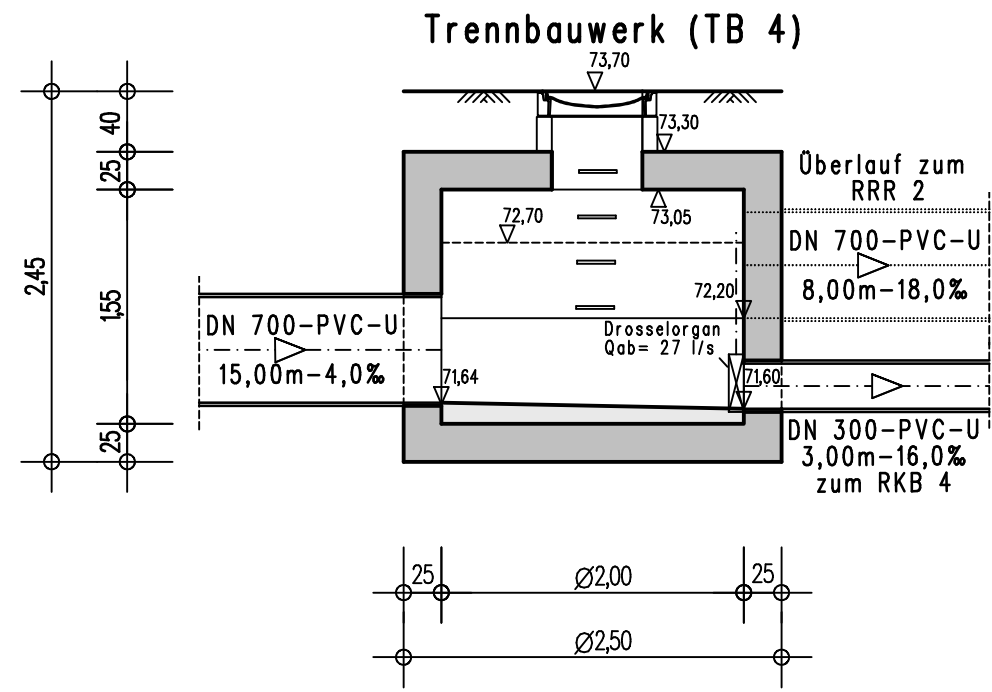 Trennbauwerk (TB 4)
73,70
40
73,30
25
Überlauf zum
RRR 2
72,70
73,05
DN 700-PVC-U
8,00m-18,0‰
2,45
1,55
72,20
DN 700-PVC-U
15,00m-4,0‰
Drosselorgan
Qab= 27 l/s
71,64
71,60
25
DN 300-PVC-U
3,00m-16,0‰
zum RKB 4
25
Ø2,00
25
Ø2,50